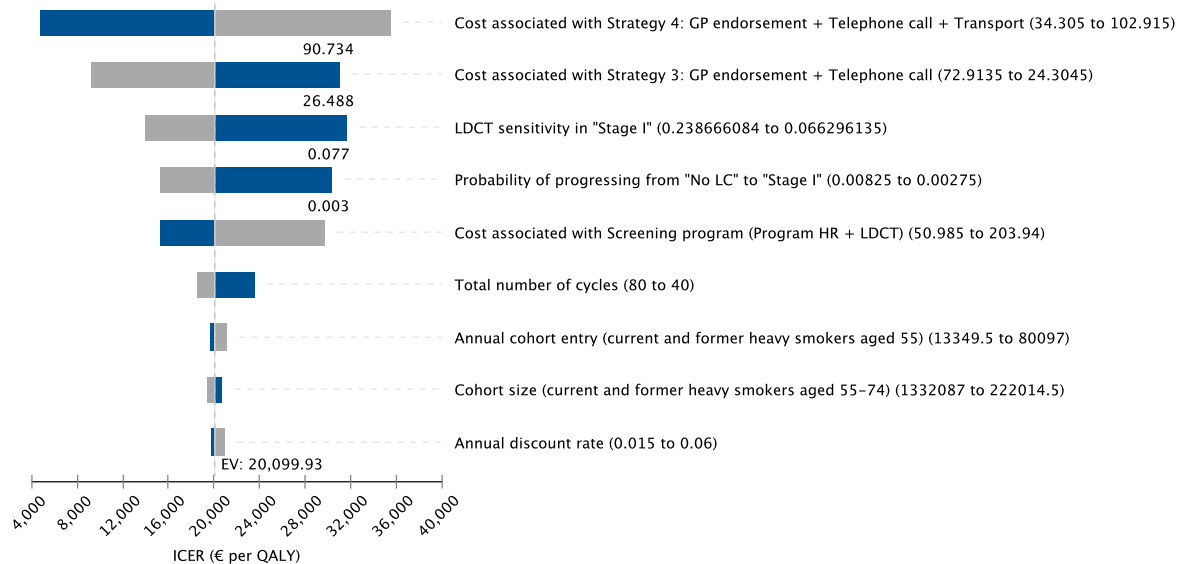 Cost associated with Strategy 4: GP endorsement + Telephone call + Transport (34.305 to 102.915)
90.734
Cost associated with Strategy 3: GP endorsement + Telephone call (72.9135 to 24.3045)
26.488
LDCT sensitivity in "Stage I" (0.238666084 to 0.066296135)
0.077
Probability of progressing from "No LC" to "Stage I" (0.00825 to 0.00275)
0.003
Cost associated with Screening program (Program HR + LDCT) (50.985 to 203.94)
Total number of cycles (80 to 40)
Annual cohort entry (current and former heavy smokers aged 55) (13349.5 to 80097)
Cohort size (current and former heavy smokers aged 55–74) (1332087 to 222014.5)
Annual discount rate (0.015 to 0.06)
EV: 20,099.93
4,000 8,000 12,000 16,000 20,000 24,000 28,000 32,000 36,000 40,000
ICER (€ per QALY)